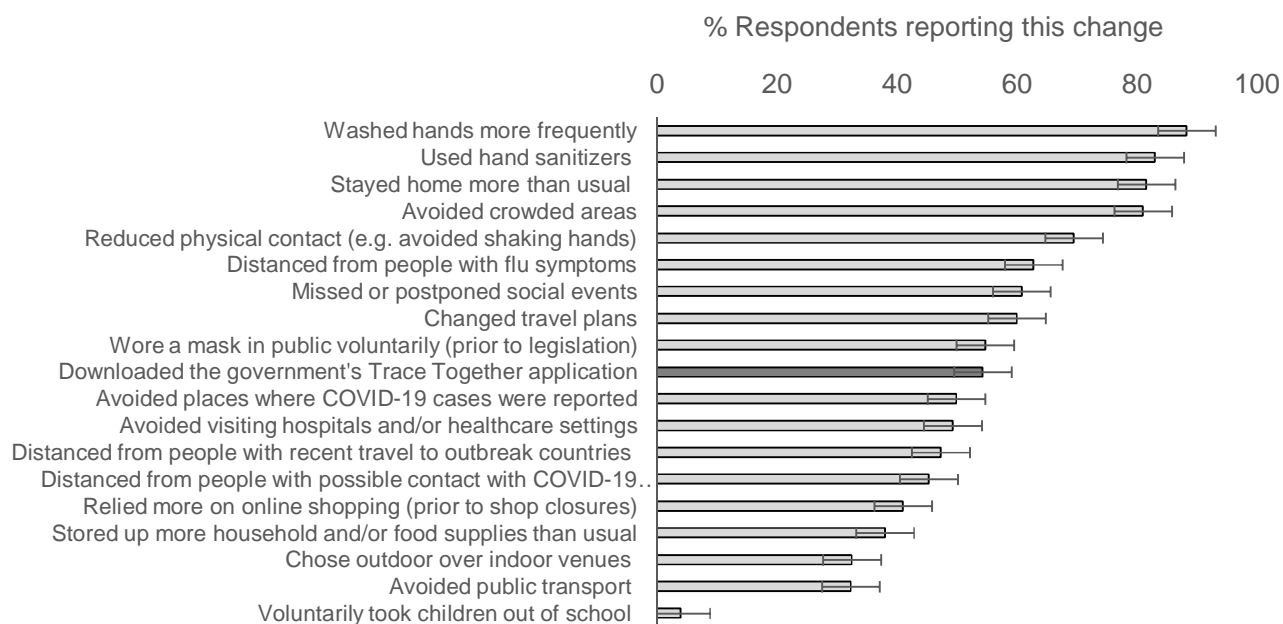 % Respondents reporting this change
0 20 40 60 80 100
Washed hands more frequently
Used hand sanitizers
Stayed home more than usual
Avoided crowded areas
Reduced physical contact (e.g. avoided shaking hands)
Distanced from people with flu symptoms
Missed or postponed social events
Changed travel plans
Wore a mask in public voluntarily (prior to legislation)
Downloaded the government's Trace Together application
Avoided places where COVID-19 cases were reported
Avoided visiting hospitals and/or healthcare settings
Distanced from people with recent travel to outbreak countries
Distanced from people with possible contact with COVID-19..
Relied more on online shopping (prior to shop closures)
Stored up more household and/or food supplies than usual
Chose outdoor over indoor venues
Avoided public transport
Voluntarily took children out of school